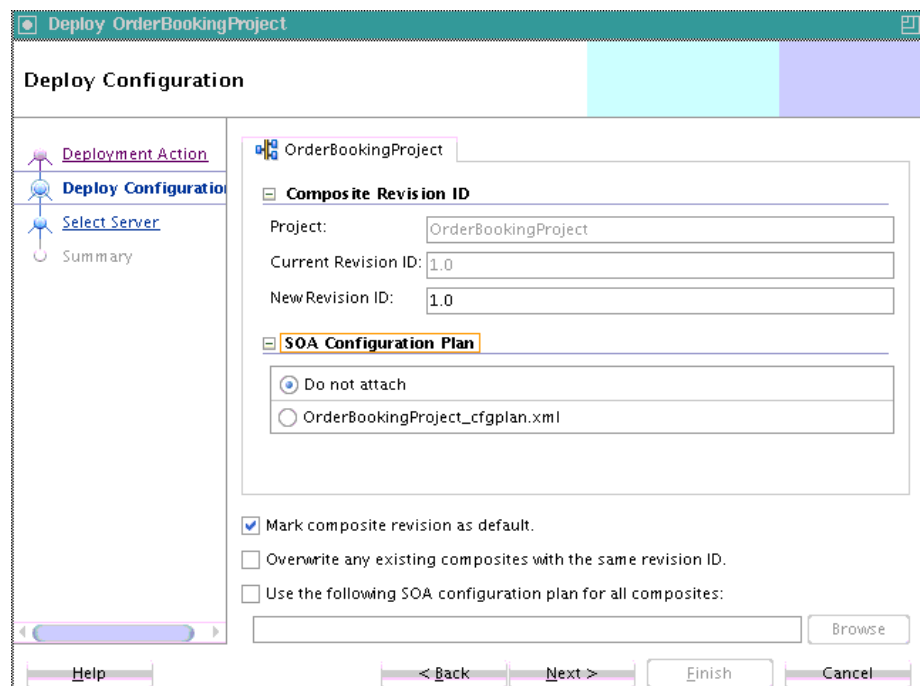 Deploy OrderBookingProject
Deploy Configuration
Deployment Action
Deploy Configuratio
Select Server
Summary
OrderBookingProject
Composite Revision ID
Project: OrderBookingProject
Current Revision ID: 1.0
New Revision ID: 1.0
SOA Configuration Plan
Do not attach
OrderBookingProject_cfgplan.xml
Mark composite revision as default.
Overwrite any existing composites with the same revision ID.
Use the following SOA configuration plan for all composites:
Browse
Help < Back Next > Finish Cancel